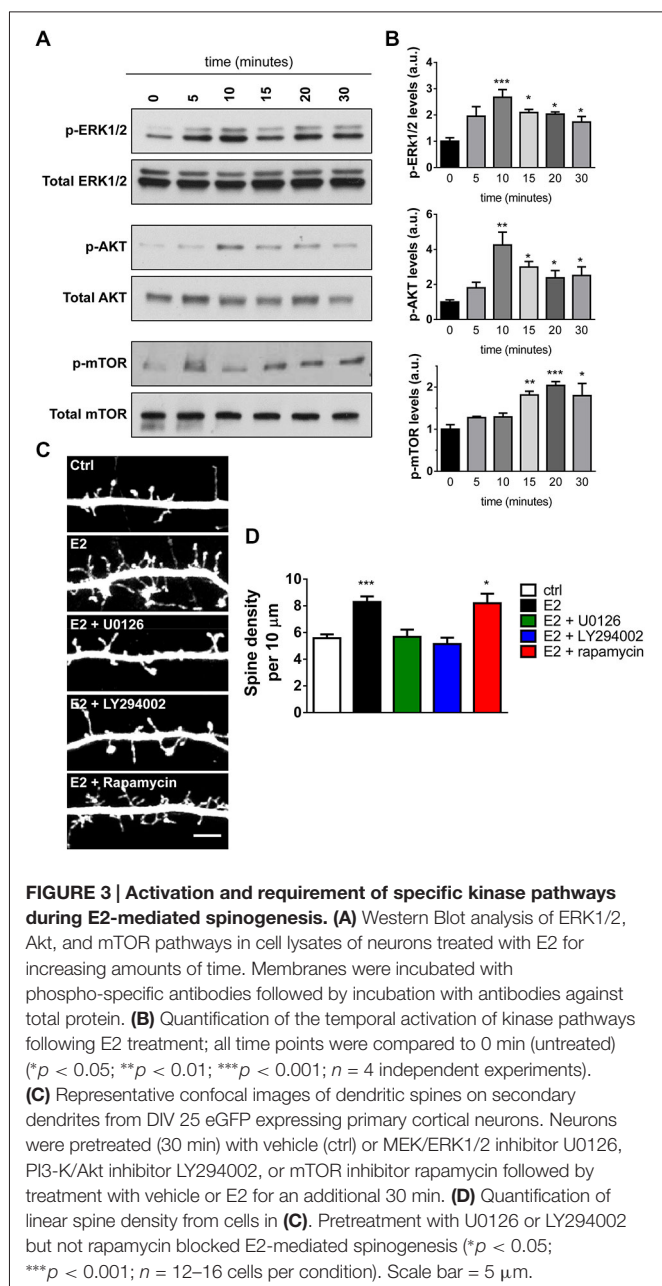 A
time (minutes)
0 5 10 15 20 30
p-ERK1/2
Total ERK1/2
p-AKT
Total AKT
p-mTOR
Total mTOR
B
p-ERk1/2 levels (a.u.)
4
3
2
1
0
***
* * *
0 5 10 15 20 30
time (minutes)
p-AKT levels (a.u.)
6
4
2
0
**
* * *
0 5 10 15 20 30
time (minutes)
p-mTOR levels (a.u.)
2
1
0
** *** *
0 5 10 15 20 30
time (minutes)
C
Ctrl
E2
E2 + U0126
E2 + LY294002
E2 + Rapamycin
D
Spine density
per 10 μm
10
8
6
4
2
0
*** *
ctrl
E2
E2 + U0126
E2 + LY294002
E2 + rapamycin
FIGURE 3 | Activation and requirement of specific kinase pathways
during E2-mediated spinogenesis. (A) Western Blot analysis of ERK1/2,
Akt, and mTOR pathways in cell lysates of neurons treated with E2 for
increasing amounts of time. Membranes were incubated with
phospho-specific antibodies followed by incubation with antibodies against
total protein. (B) Quantification of the temporal activation of kinase pathways
following E2 treatment; all time points were compared to 0 min (untreated)
(*p < 0.05; **p < 0.01; ***p < 0.001; n = 4 independent experiments).
(C) Representative confocal images of dendritic spines on secondary
dendrites from DIV 25 eGFP expressing primary cortical neurons. Neurons
were pretreated (30 min) with vehicle (ctrl) or MEK/ERK1/2 inhibitor U0126,
PI3-K/Akt inhibitor LY294002, or mTOR inhibitor rapamycin followed by
treatment with vehicle or E2 for an additional 30 min. (D) Quantification of
linear spine density from cells in (C). Pretreatment with U0126 or LY294002
but not rapamycin blocked E2-mediated spinogenesis (*p < 0.05;
***p < 0.001; n = 12–16 cells per condition). Scale bar = 5 μm.